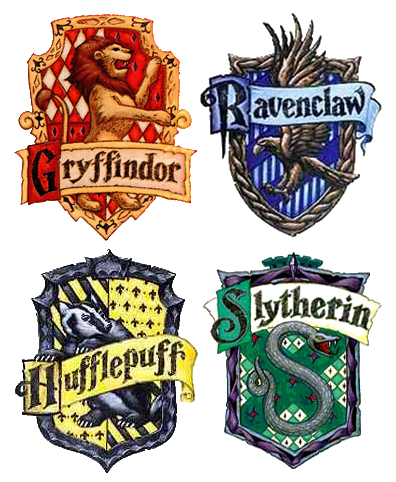 Gryffindor
Ravenclaw
Hufflepuff
Slytherin